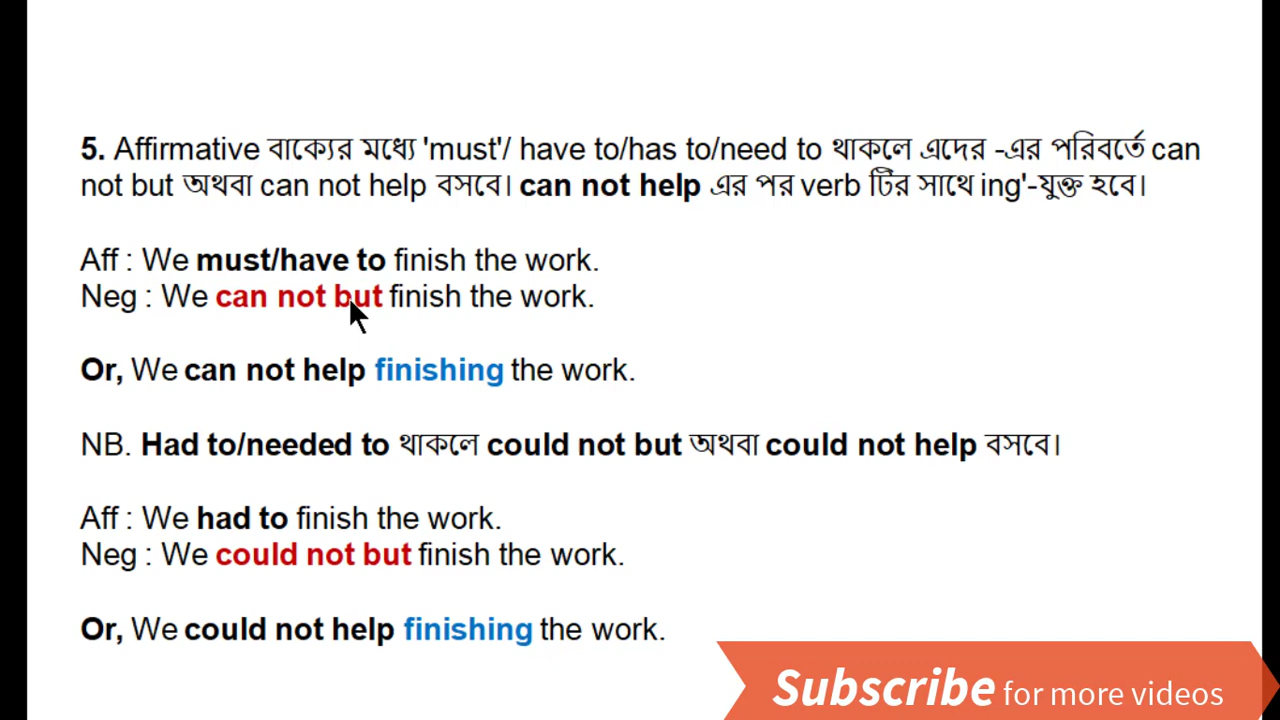 5. Affirmative বাক্যের মধ্যে 'must'/ have to/has to/need to থাকলে এদের -এর পরিবর্তে can
not but অথবা can not help বসবে। can not help এর পর verb টির সাথে ing'-যুক্ত হবে।
Aff : We must/have to finish the work.
Neg : We can not but finish the work.
Or, We can not help finishing the work.
NB. Had to/needed to থাকলে could not but অথবা could not help বসবে।
Aff : We had to finish the work.
Neg : We could not but finish the work.
Or, We could not help finishing the work.
Subscribe for more videos